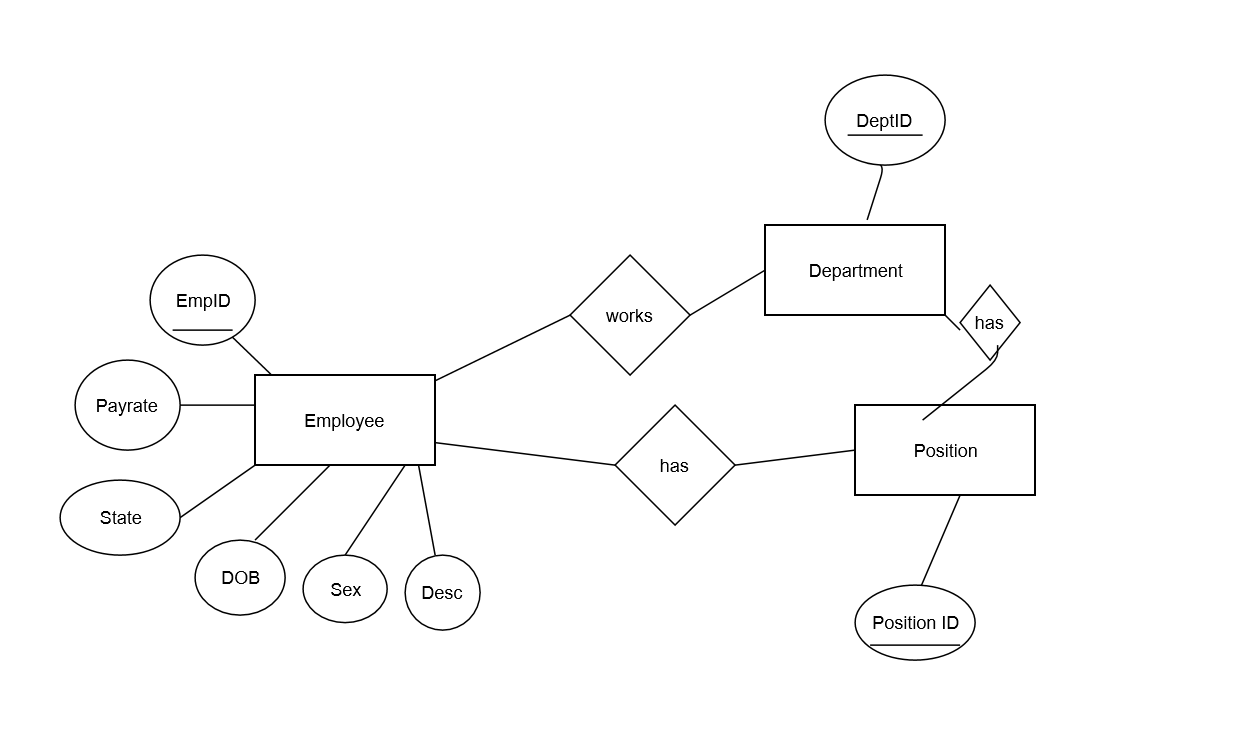 DeptID
Department
EmpID
works
has
Payrate
Employee
has
Position
State
DOB
Sex
Desc
Position ID